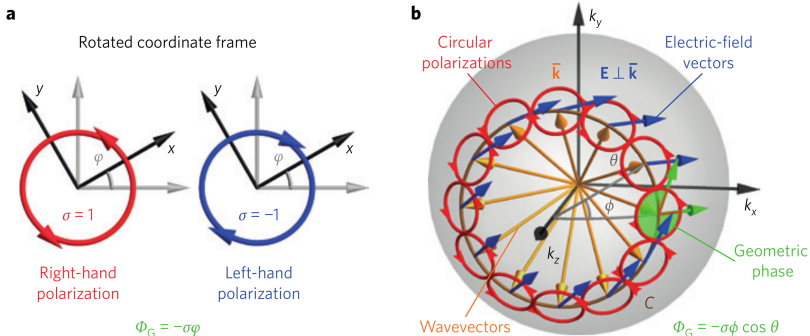 a
Rotated coordinate frame
y
x
φ
σ = 1
Right-hand
polarization
y
x
φ
σ = −1
Left-hand
polarization
Φ_G = −σφ
b
k_y
Circular
polarizations
k̄
E ⊥ k̄
Electric-field
vectors
θ
ϕ
k_x
k_z
Geometric
phase
C
Wavevectors
Φ_G = −σϕ cos θ